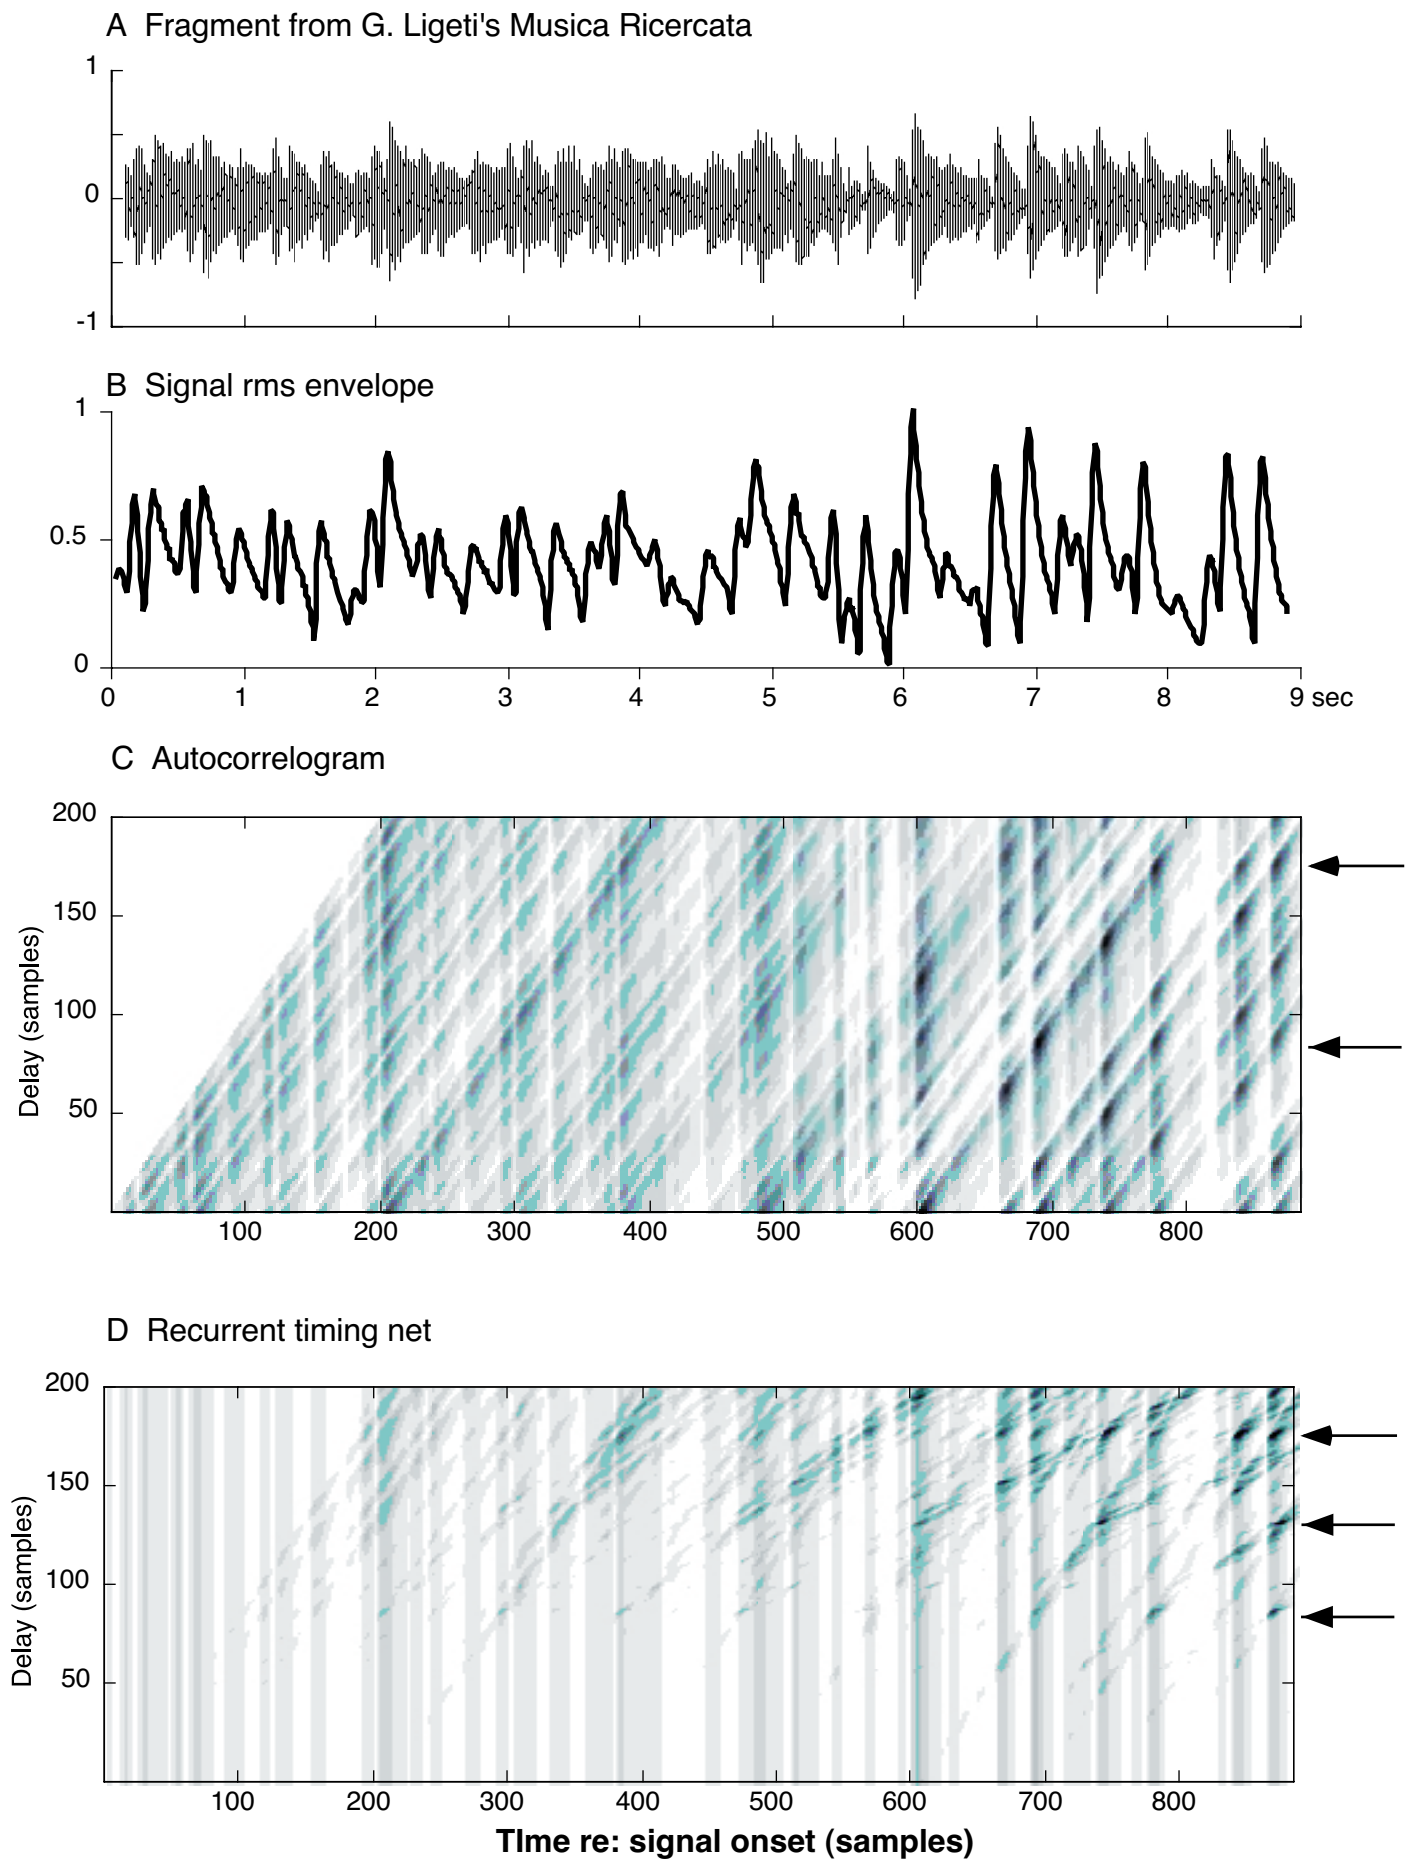 A Fragment from G. Ligeti's Musica Ricercata
1
0
-1
B Signal rms envelope
1
0.5
0
0 1 2 3 4 5 6 7 8 9 sec
C Autocorrelogram
200
150
100
50
Delay (samples)
100 200 300 400 500 600 700 800
D Recurrent timing net
200
150
100
50
Delay (samples)
100 200 300 400 500 600 700 800
TIme re: signal onset (samples)